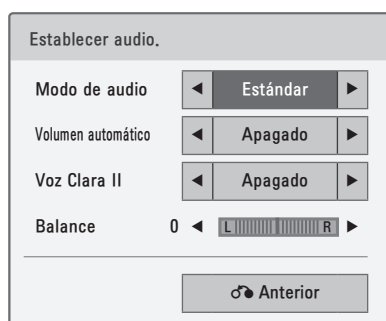 Establecer audio.
Modo de audio ◄ Estándar ►
Volumen automático ◄ Apagado ►
Voz Clara II ◄ Apagado ►
Balance 0 ◄ L R ►
Anterior